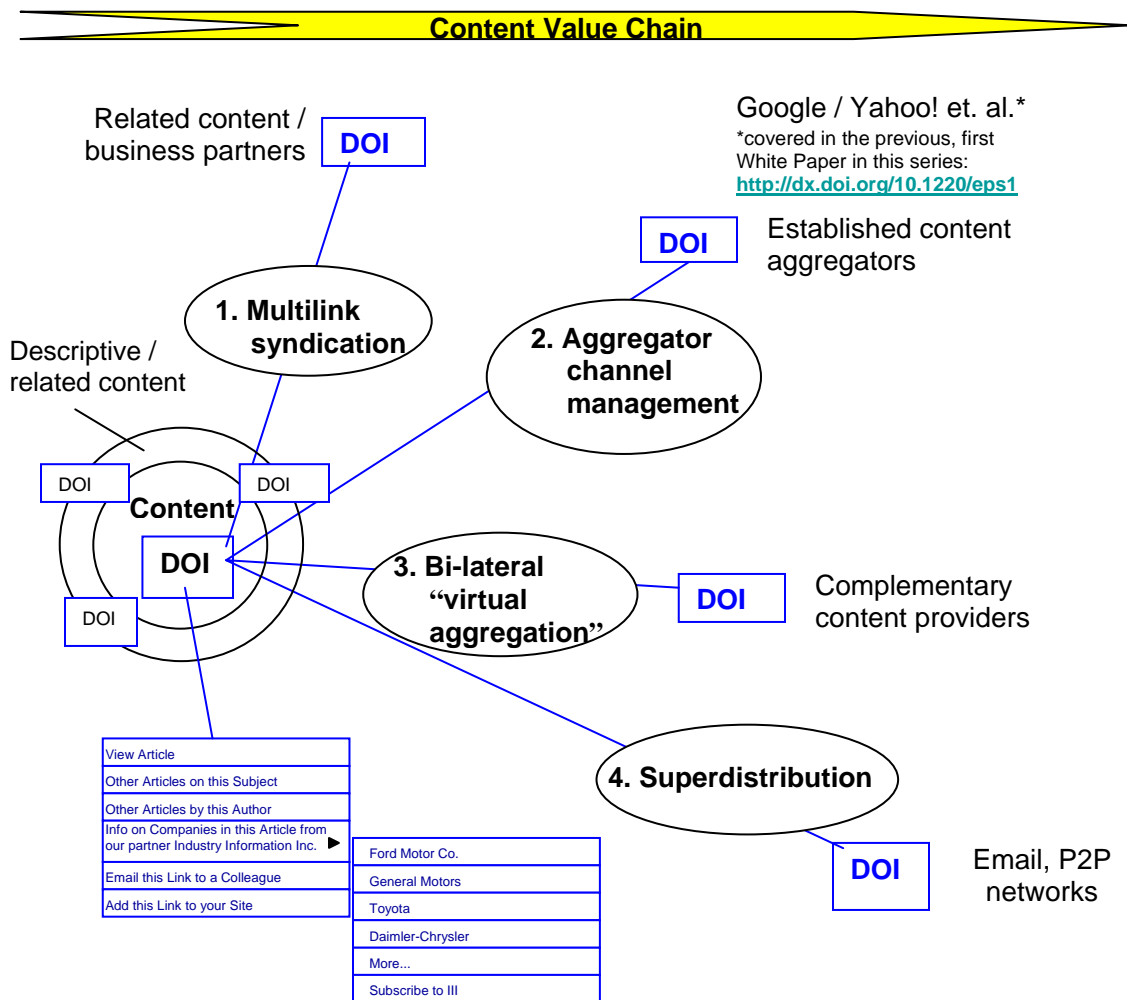 Content Value Chain
Related content /
business partners
DOI
Google / Yahoo! et. al.*
*covered in the previous, first
White Paper in this series:
http://dx.doi.org/10.1220/eps1
DOI
Established content
aggregators
1. Multilink
syndication
2. Aggregator
channel
management
Descriptive /
related content
DOI
DOI
Content
DOI
DOI
3. Bi-lateral
“virtual
aggregation”
DOI
Complementary
content providers
4. Superdistribution
DOI
Email, P2P
networks
View Article
Other Articles on this Subject
Other Articles by this Author
Info on Companies in this Article from
our partner Industry Information Inc.
Email this Link to a Colleague
Add this Link to your Site
Ford Motor Co.
General Motors
Toyota
Daimler-Chrysler
More...
Subscribe to III